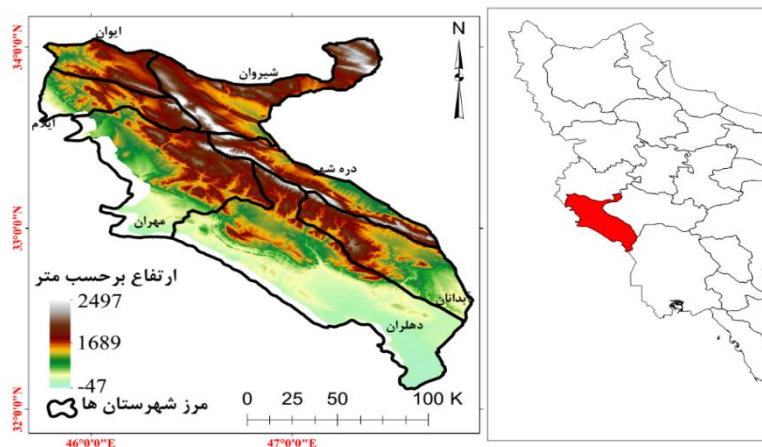 ایوان
N
34°0'0"N
شیروان
ایلام
دره شهر
33°0'0"N
مهران
ارتفاع برحسب متر
2497
1689
-47
بدانان
دهلران
مرز شهرستان ها
0 25 50 100 K
32°0'0"N
46°0'0"E 47°0'0"E